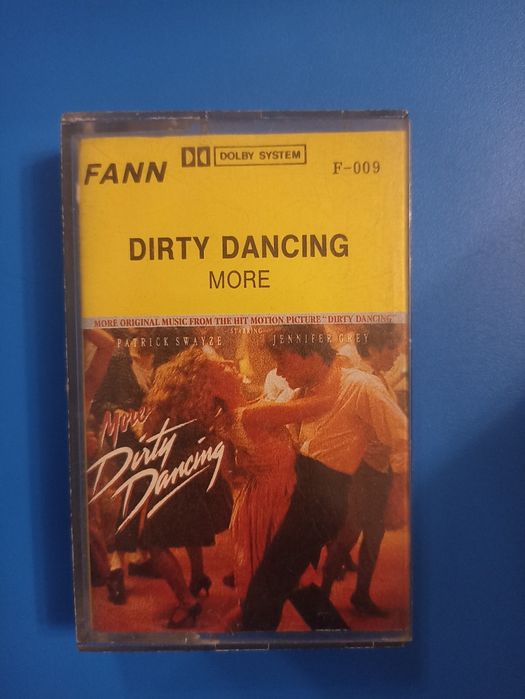 FANN
DOLBY SYSTEM
F-009
DIRTY DANCING
MORE
MORE ORIGINAL MUSIC FROM THE HIT MOTION PICTURE "DIRTY DANCING"
STARRING
PATRICK SWAYZE JENNIFER GREY
More
Dirty
Dancing